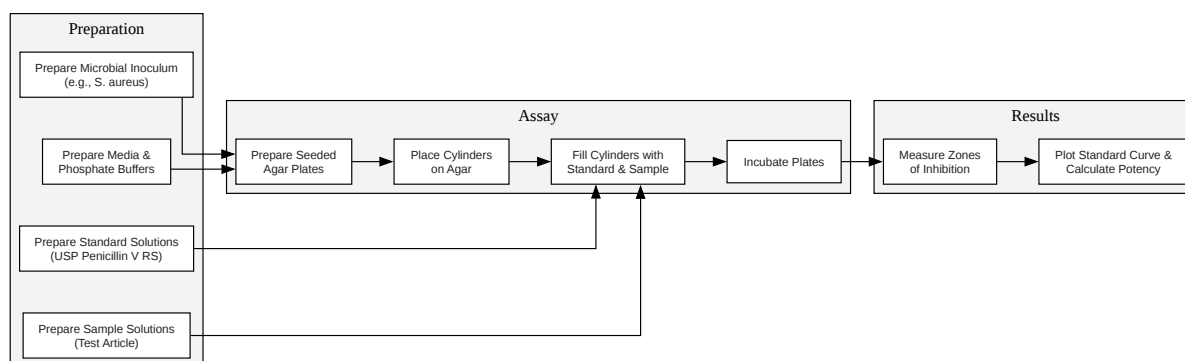 Preparation
Prepare Microbial Inoculum
(e.g., S. aureus)
Prepare Media &
Phosphate Buffers
Prepare Standard Solutions
(USP Penicillin V RS)
Prepare Sample Solutions
(Test Article)
Assay
Prepare Seeded
Agar Plates
Place Cylinders
on Agar
Fill Cylinders with
Standard & Sample
Incubate Plates
Results
Measure Zones
of Inhibition
Plot Standard Curve &
Calculate Potency